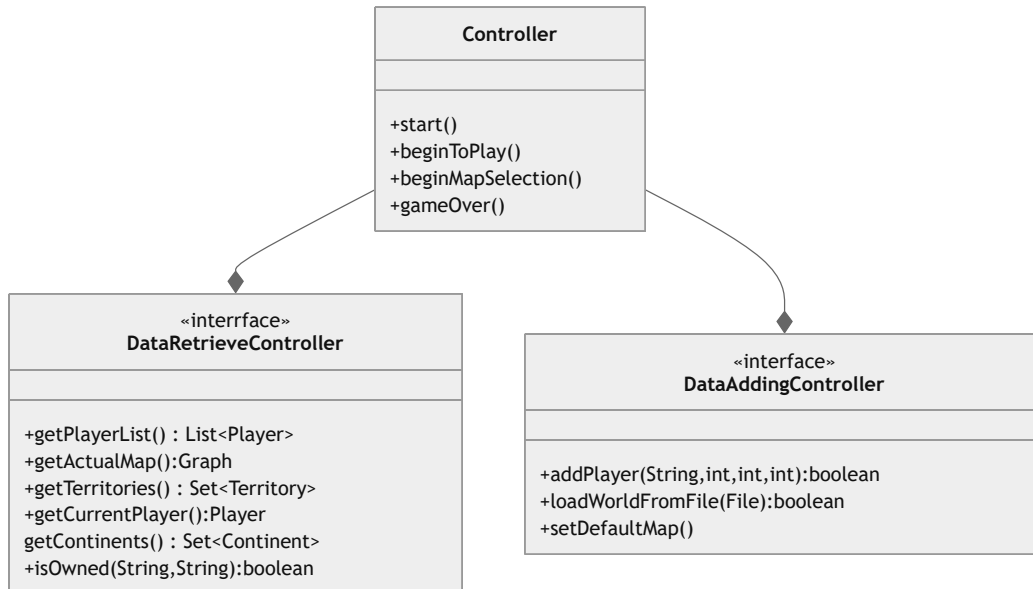 Controller
+start()
+beginToPlay()
+beginMapSelection()
+gameOver()
«interrface»
DataRetrieveController
+getPlayerList() : List<Player>
+getActualMap():Graph
+getTerritories() : Set<Territory>
+getCurrentPlayer():Player
getContinents() : Set<Continent>
+isOwned(String,String):boolean
«interface»
DataAddingController
+addPlayer(String,int,int,int):boolean
+loadWorldFromFile(File):boolean
+setDefaultMap()